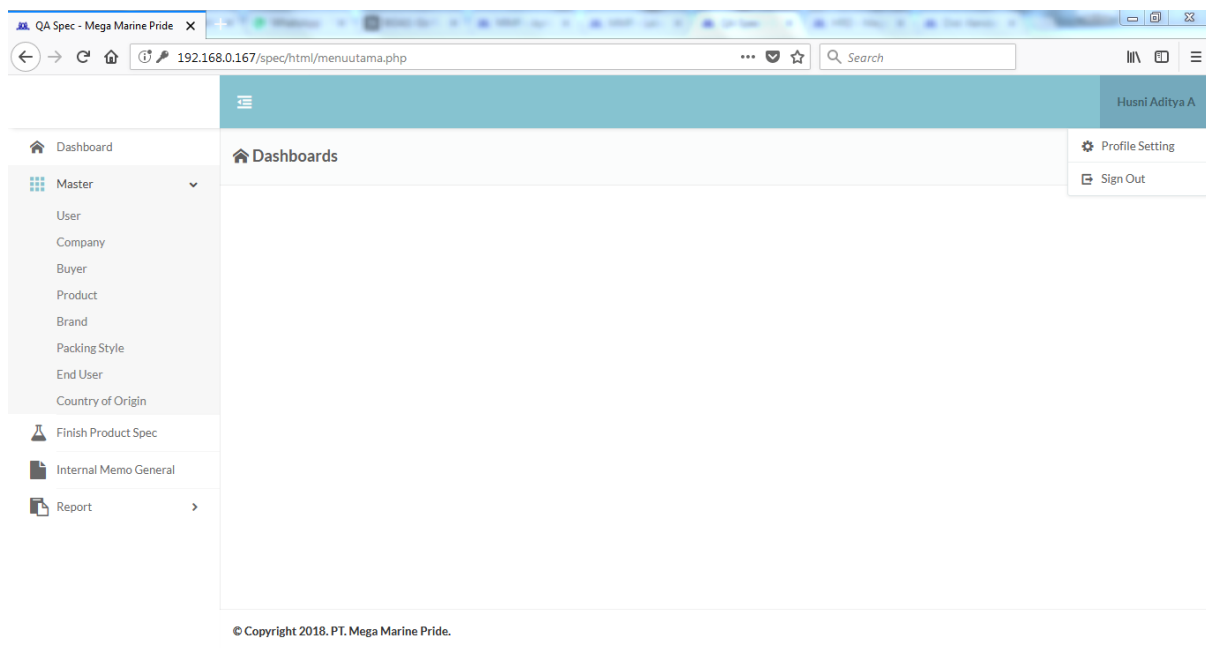 QA Spec - Mega Marine Pride
192.168.0.167/spec/html/menuutama.php
Search
Husni Aditya A
Dashboard
Dashboards
Profile Setting
Sign Out
Master
User
Company
Buyer
Product
Brand
Packing Style
End User
Country of Origin
Finish Product Spec
Internal Memo General
Report
© Copyright 2018. PT. Mega Marine Pride.